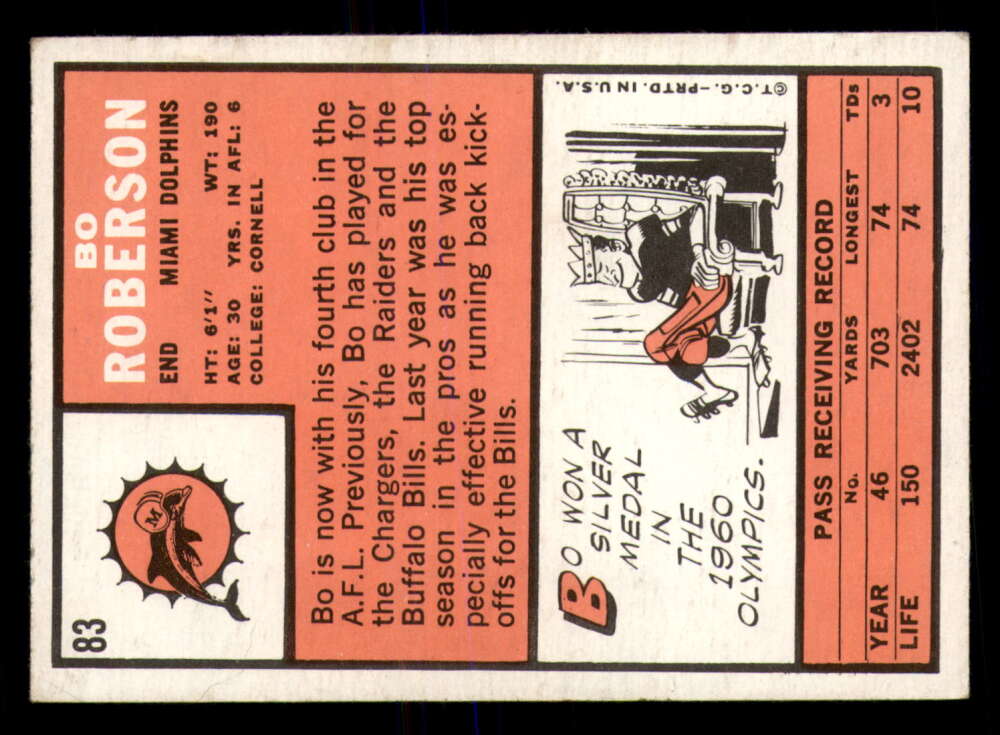 83
BO
ROBERSON
END MIAMI DOLPHINS
HT: 6'1" WT: 190
AGE: 30 YRS. IN AFL: 6
COLLEGE: CORNELL
M
Bo is now with his fourth club in the
A.F.L. Previously, Bo has played for
the Chargers, the Raiders and the
Buffalo Bills. Last year was his top
season in the pros as he was es-
pecially effective running back kick-
offs for the Bills.
BO WON A
SILVER
MEDAL
IN
THE
1960
OLYMPICS.
©T.C.G.—PRTD. IN U.S.A.
PASS RECEIVING RECORD
No. YARDS LONGEST TDs
YEAR 46 703 74 3
LIFE 150 2402 74 10